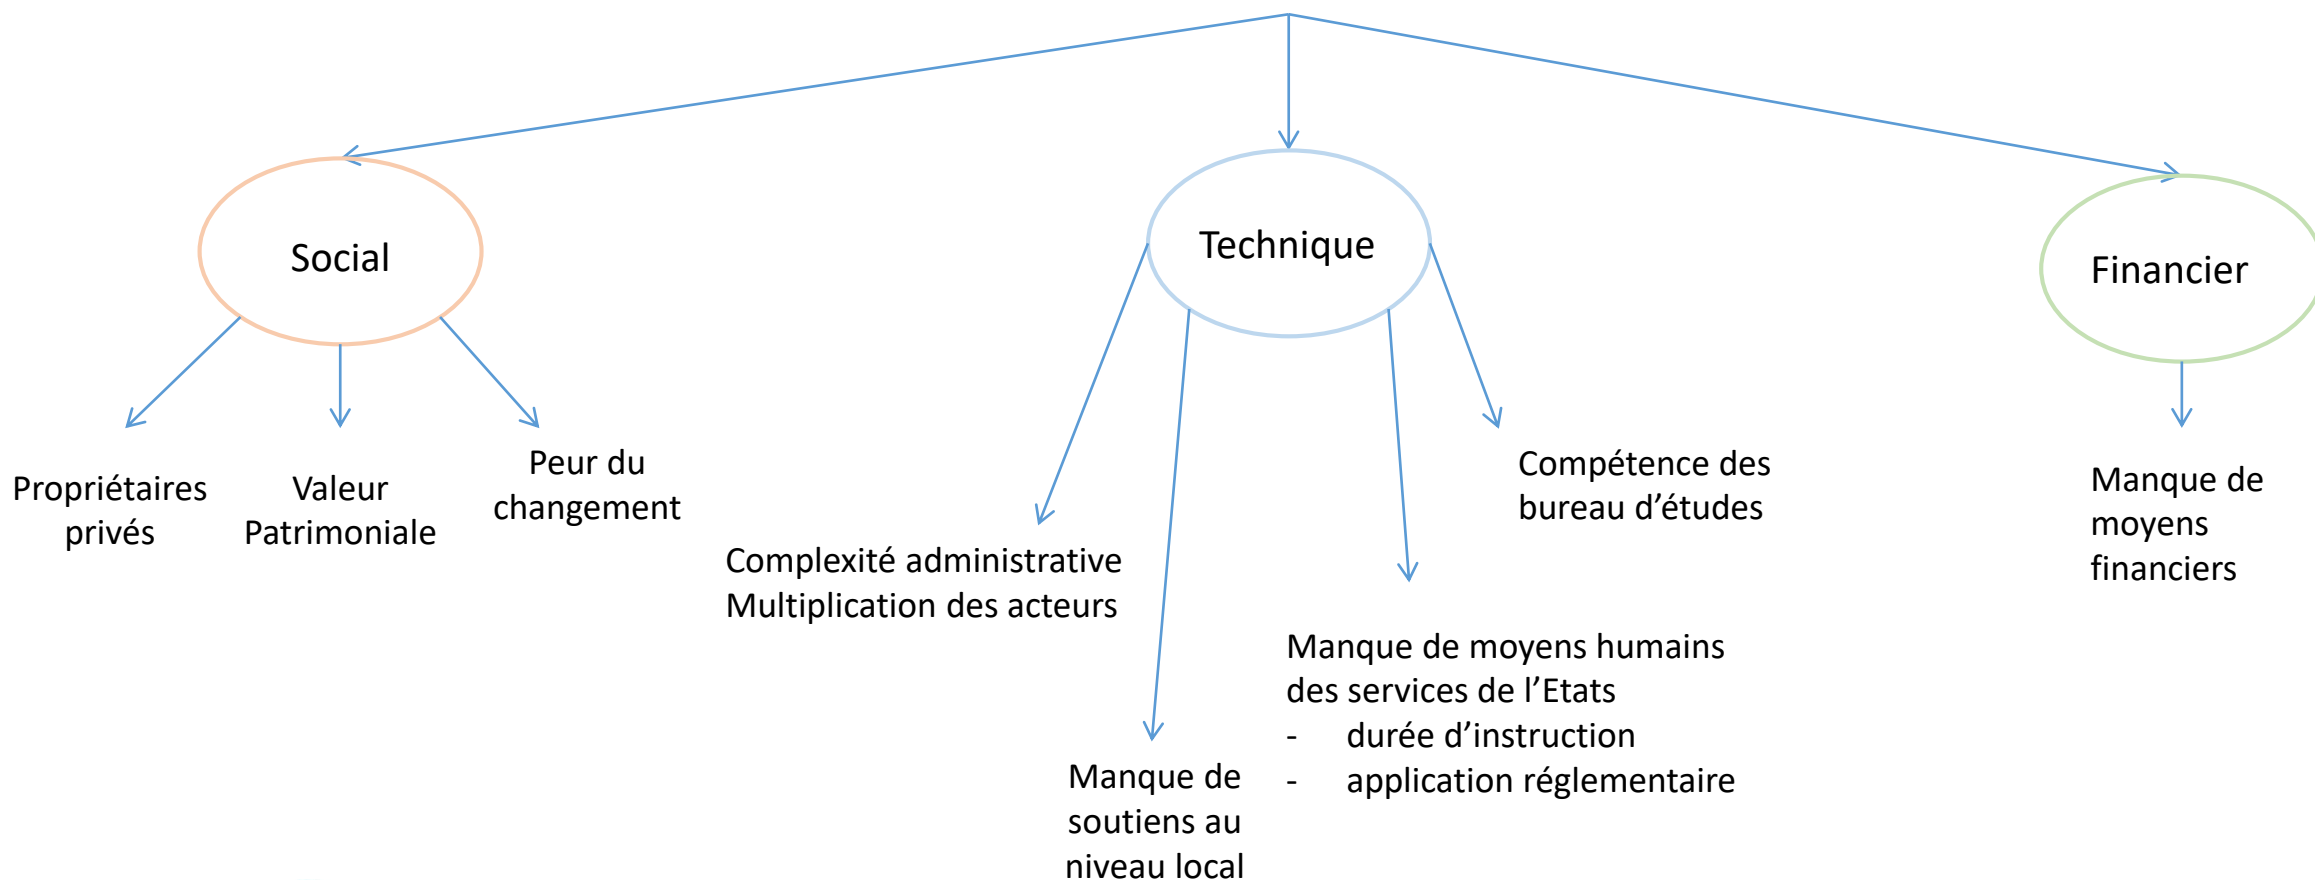 Social
Technique
Financier
Propriétaires
privés
Valeur
Patrimoniale
Peur du
changement
Complexité administrative
Multiplication des acteurs
Manque de
soutiens au
niveau local
Manque de moyens humains
des services de l’Etats
- durée d’instruction
- application réglementaire
Compétence des
bureau d’études
Manque de
moyens
financiers